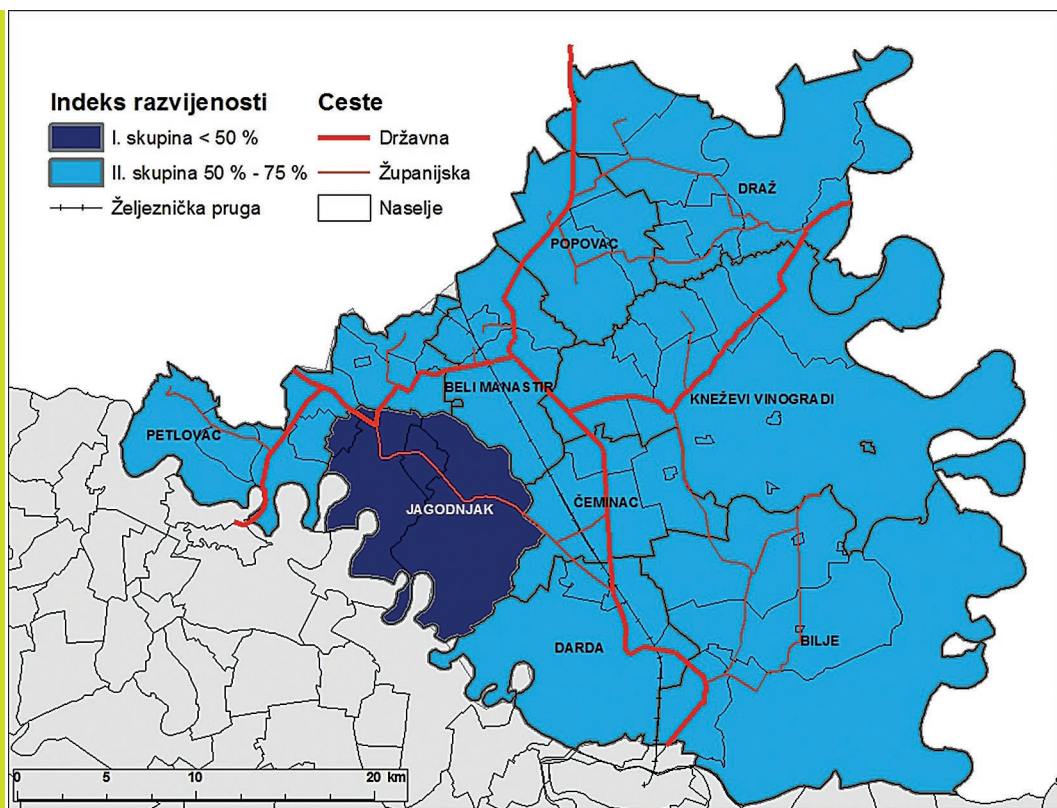 Indeks razvijenosti
I. skupina < 50 %
II. skupina 50 % - 75 %
Željeznička pruga
Ceste
Državna
Županijska
Naselje
DRAŽ
POPOVAC
BELI MANASTIR
KNEŽEVI VINOGRADI
PETLOVAC
JAGODNJAK
ČEMINAC
DARDA
BILJE
0 5 10 20 km